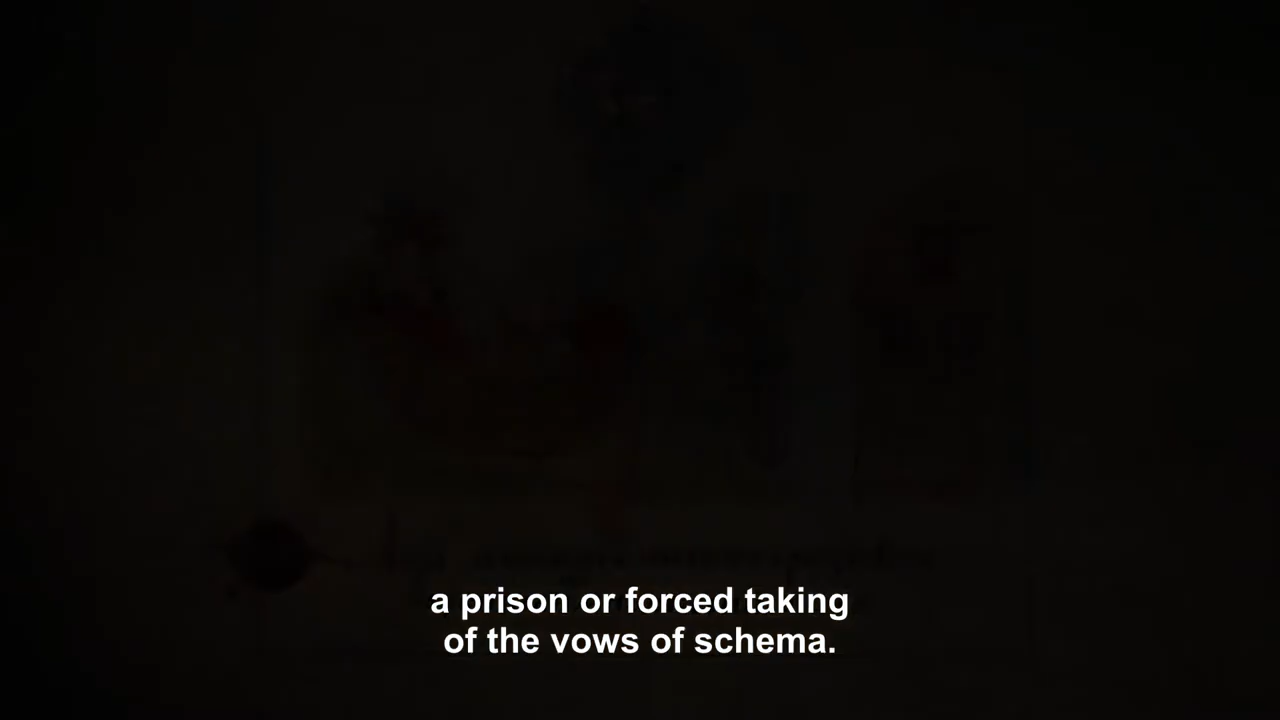 a prison or forced taking
of the vows of schema.